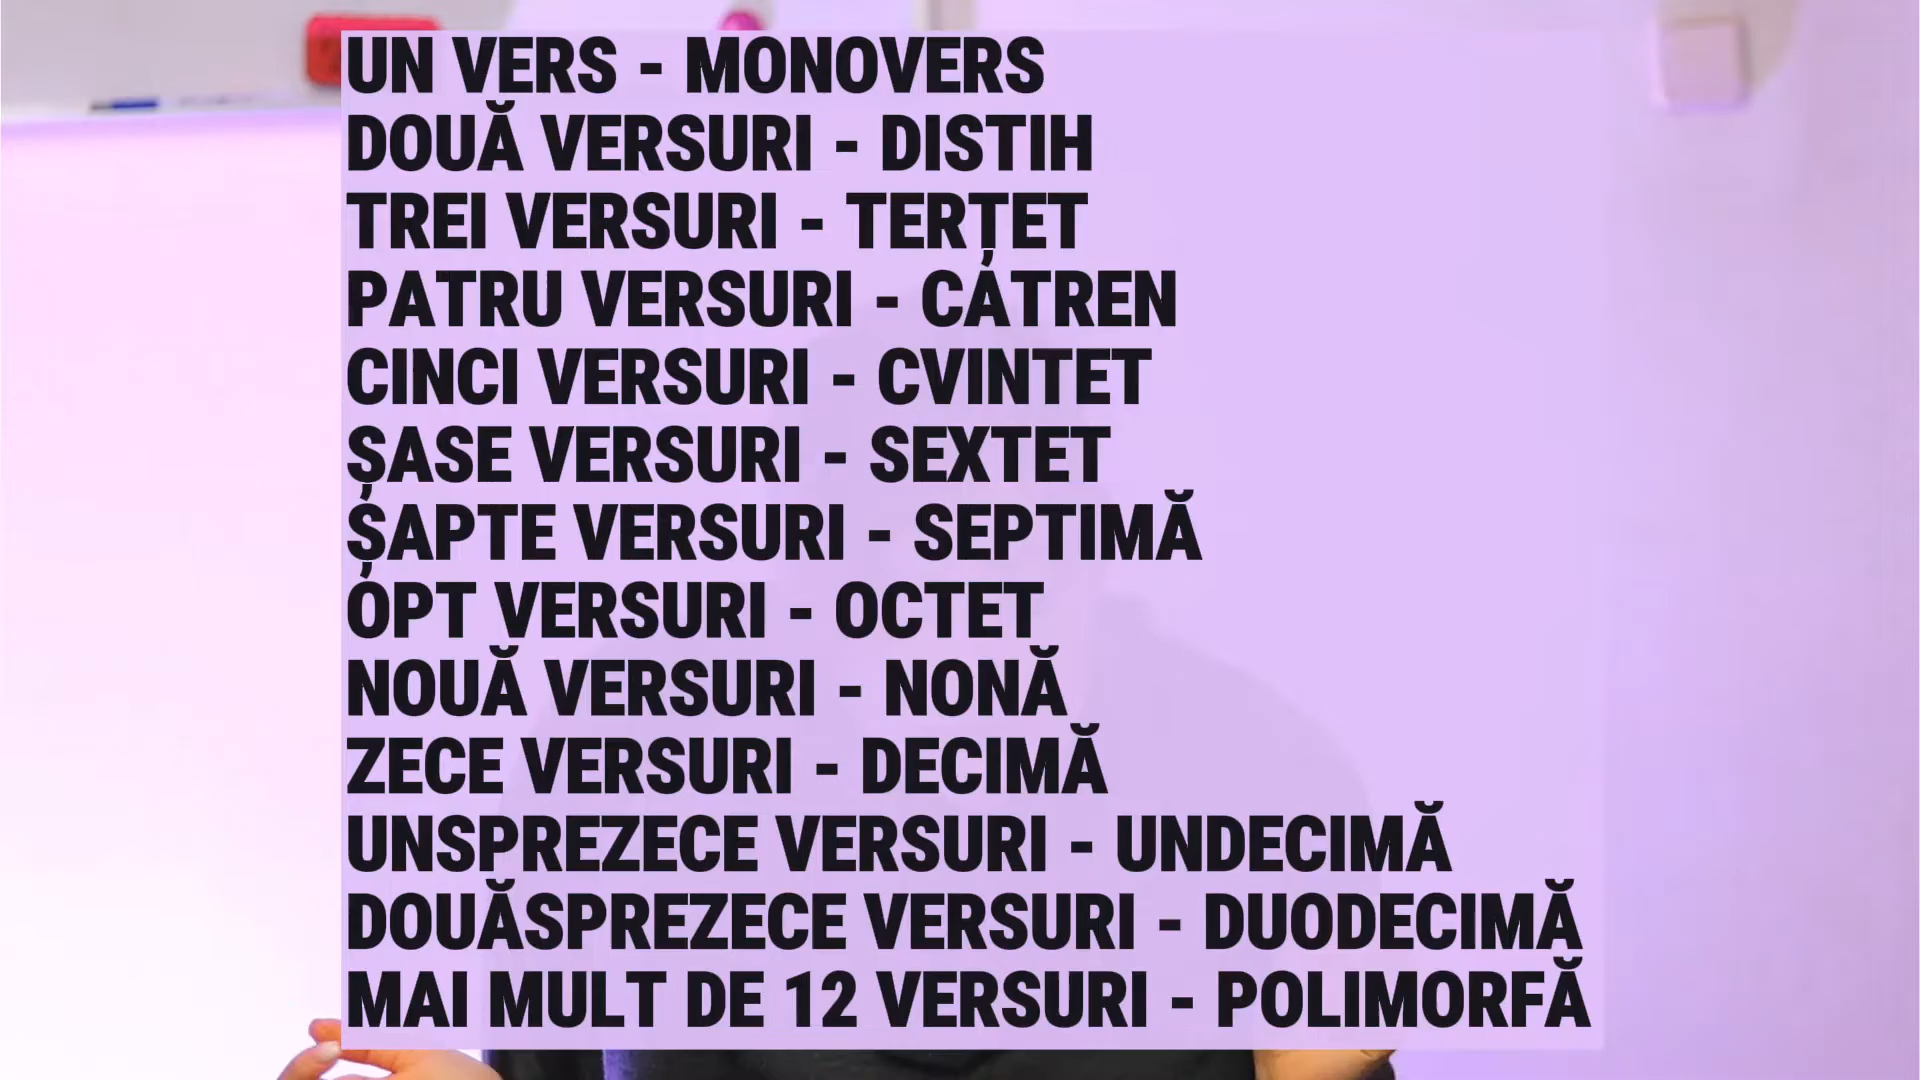 UN VERS - MONOVERS
DOUĂ VERSURI - DISTIH
TREI VERSURI - TERȚET
PATRU VERSURI - CATREN
CINCI VERSURI - CVINTET
ȘASE VERSURI - SEXTET
ȘAPTE VERSURI - SEPTIMĂ
OPT VERSURI - OCTET
NOUĂ VERSURI - NONĂ
ZECE VERSURI - DECIMĂ
UNSPREZECE VERSURI - UNDECIMĂ
DOUĂSPREZECE VERSURI - DUODECIMĂ
MAI MULT DE 12 VERSURI - POLIMORFĂ